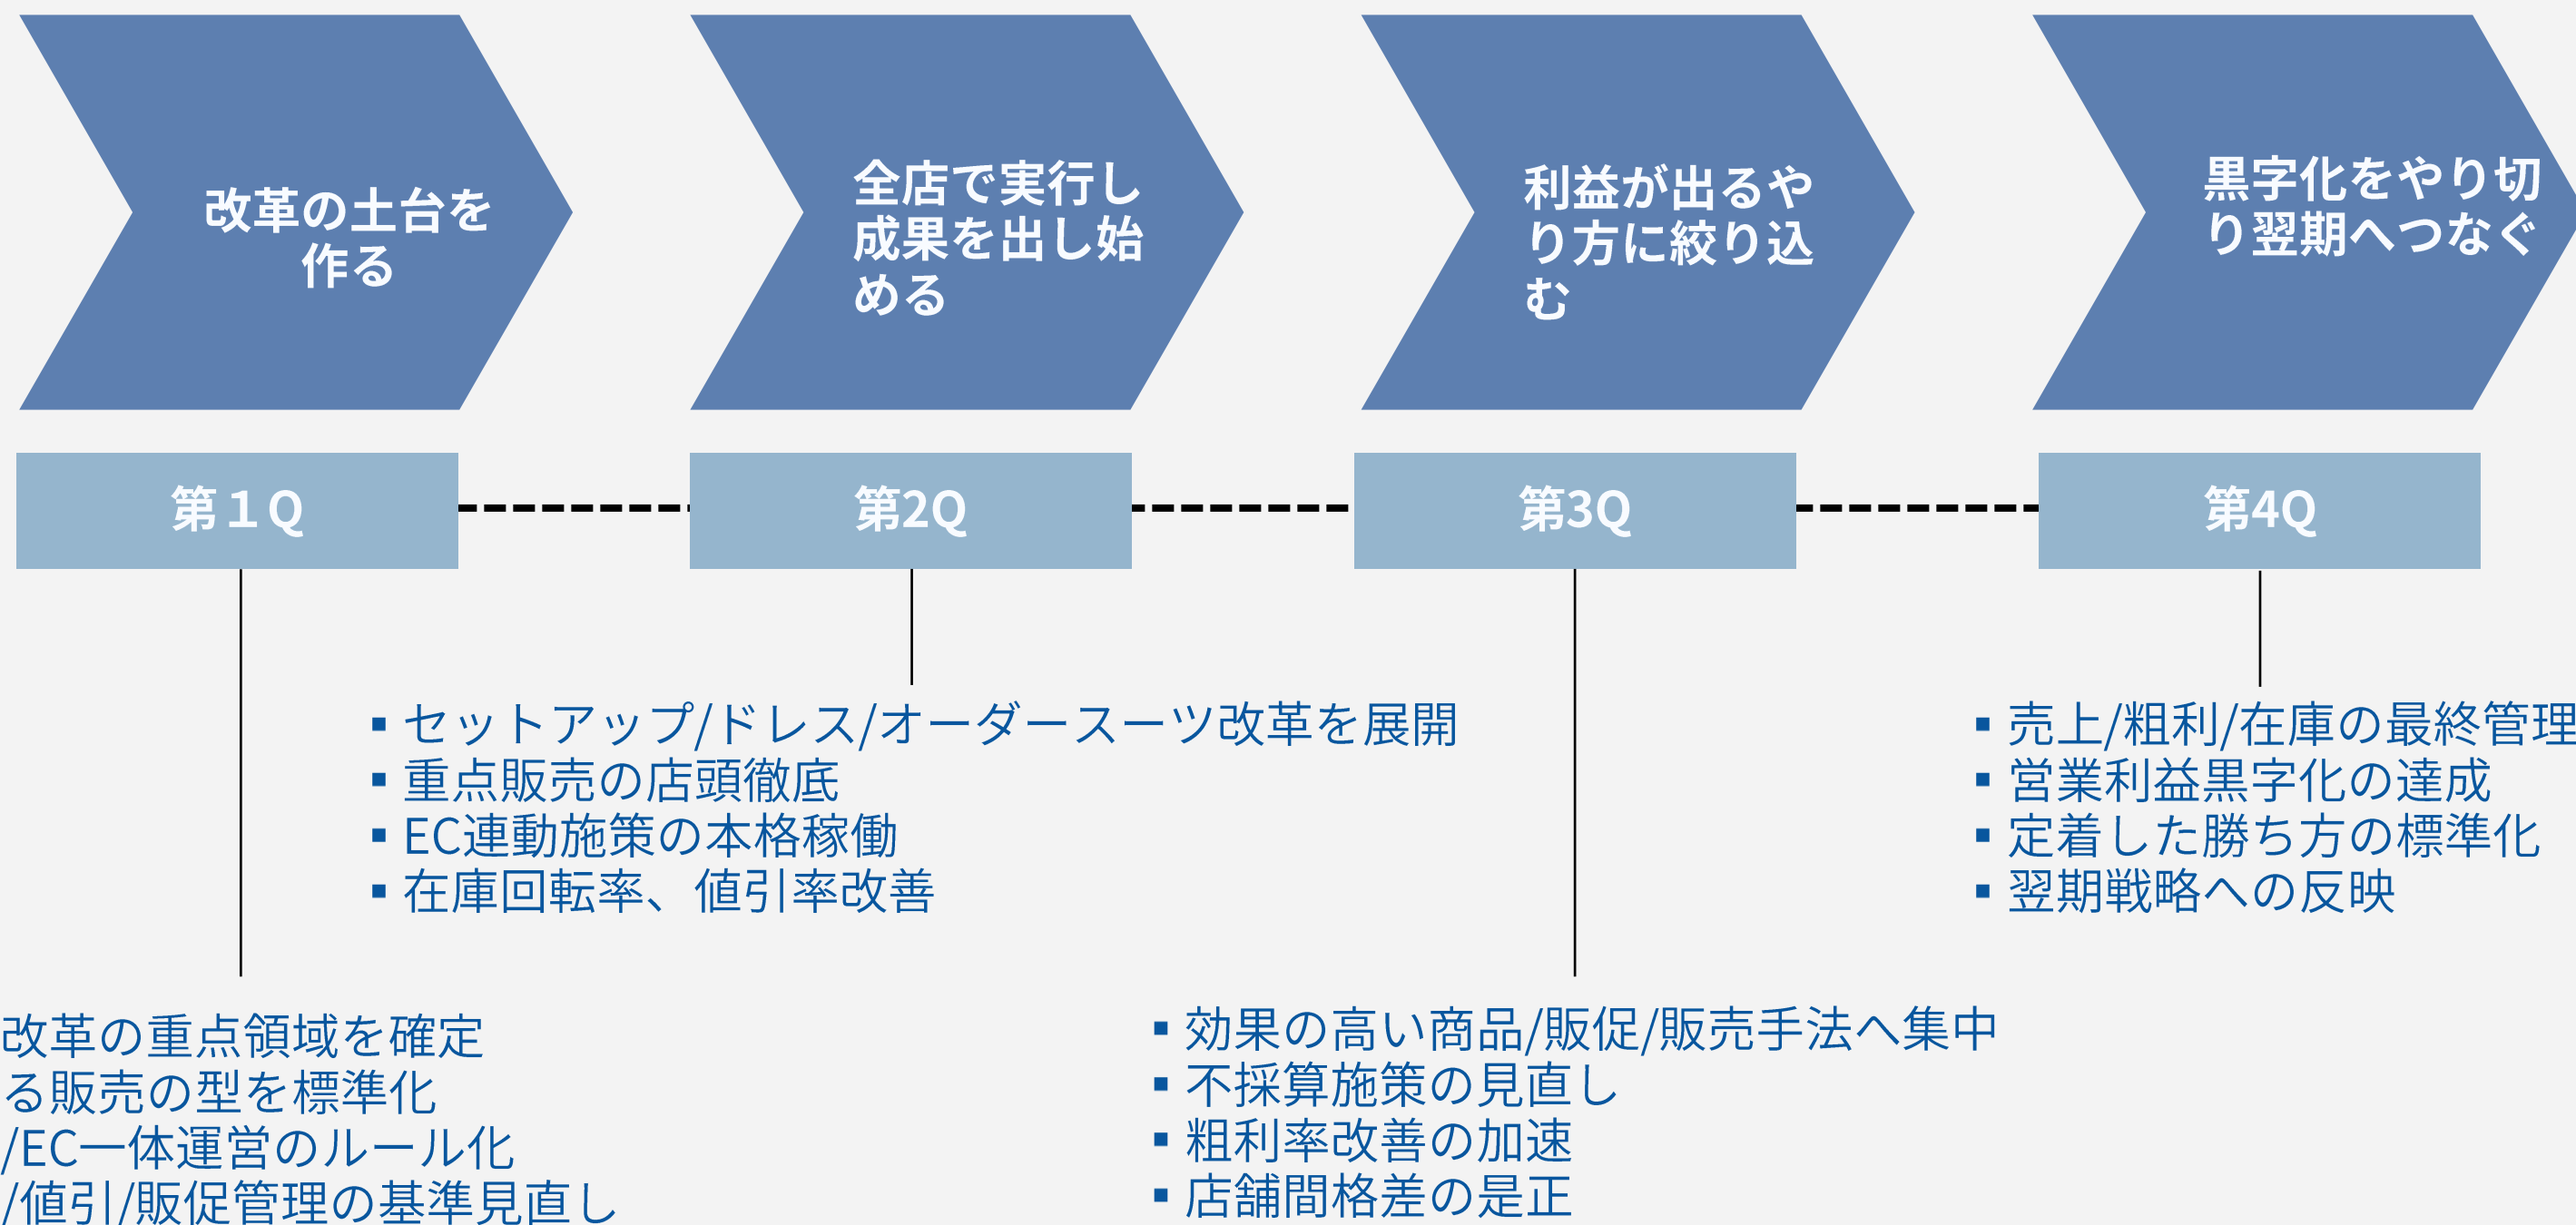 改革の土台を
作る
全店で実行し
成果を出し始
める
利益が出るや
り方に絞り込
む
黒字化をやり切
り翌期へつなぐ
第１Q
第2Q
第3Q
第4Q
▪ セットアップ/ドレス/オーダースーツ改革を展開
▪ 重点販売の店頭徹底
▪ EC連動施策の本格稼働
▪ 在庫回転率、値引率改善
▪ 売上/粗利/在庫の最終管理
▪ 営業利益黒字化の達成
▪ 定着した勝ち方の標準化
▪ 翌期戦略への反映
改革の重点領域を確定
る販売の型を標準化
/EC一体運営のルール化
/値引/販促管理の基準見直し
▪ 効果の高い商品/販促/販売手法へ集中
▪ 不採算施策の見直し
▪ 粗利率改善の加速
▪ 店舗間格差の是正